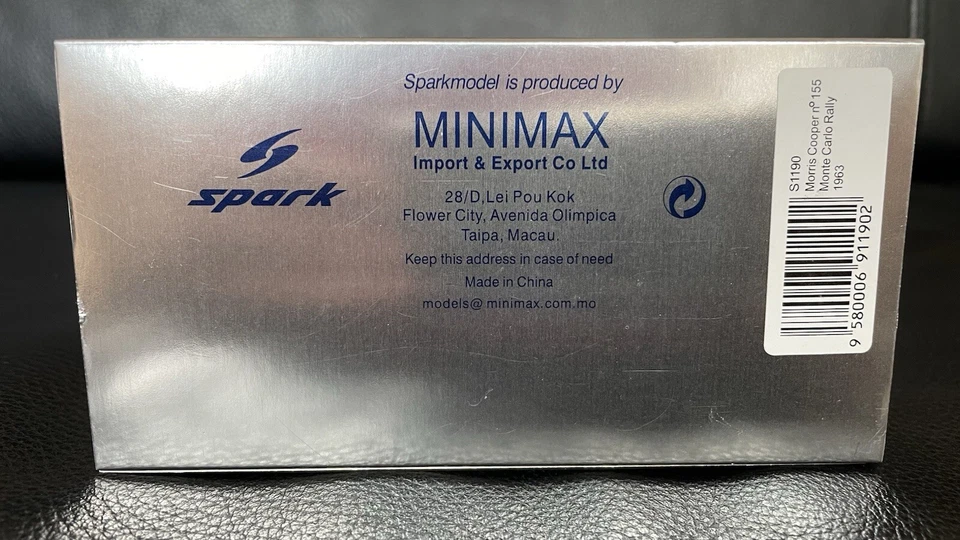 Sparkmodel is produced by
MINIMAX
Import & Export Co Ltd
28/D,Lei Pou Kok
Flower City, Avenida Olimpica
Taipa, Macau.
Keep this address in case of need
Made in China
models@minimax.com.mo
spark
S1190
Morris Cooper nº 155
Monte Carlo Rally
1963
9 580006 911902